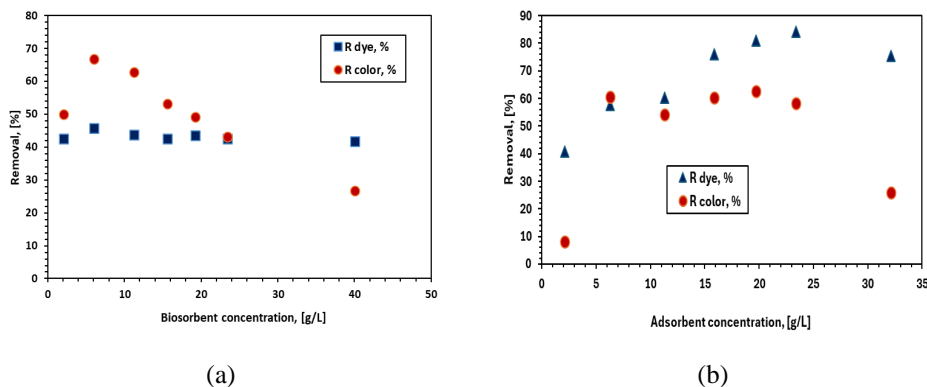 80
70
60
50
40
30
20
10
0
Removal, [%]
R dye, %
R color, %
0 10 20 30 40 50
Biosorbent concentration, [g/L]
(a)
90
80
70
60
50
40
30
20
10
0
Removal, [%]
R dye, %
R color, %
0 5 10 15 20 25 30 35
Adsorbent concentration, [g/L]
(b)